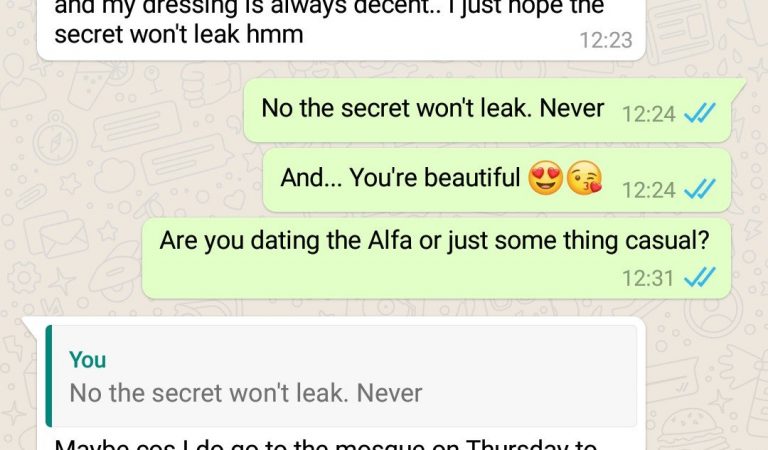 and my dressing is always decent.. I just hope the
secret won't leak hmm
12:23
No the secret won't leak. Never 12:24
And... You're beautiful 😍😘 12:24
Are you dating the Alfa or just some thing casual?
12:31
You
No the secret won't leak. Never
Maybe cos I do go to the mosque on Thursday to